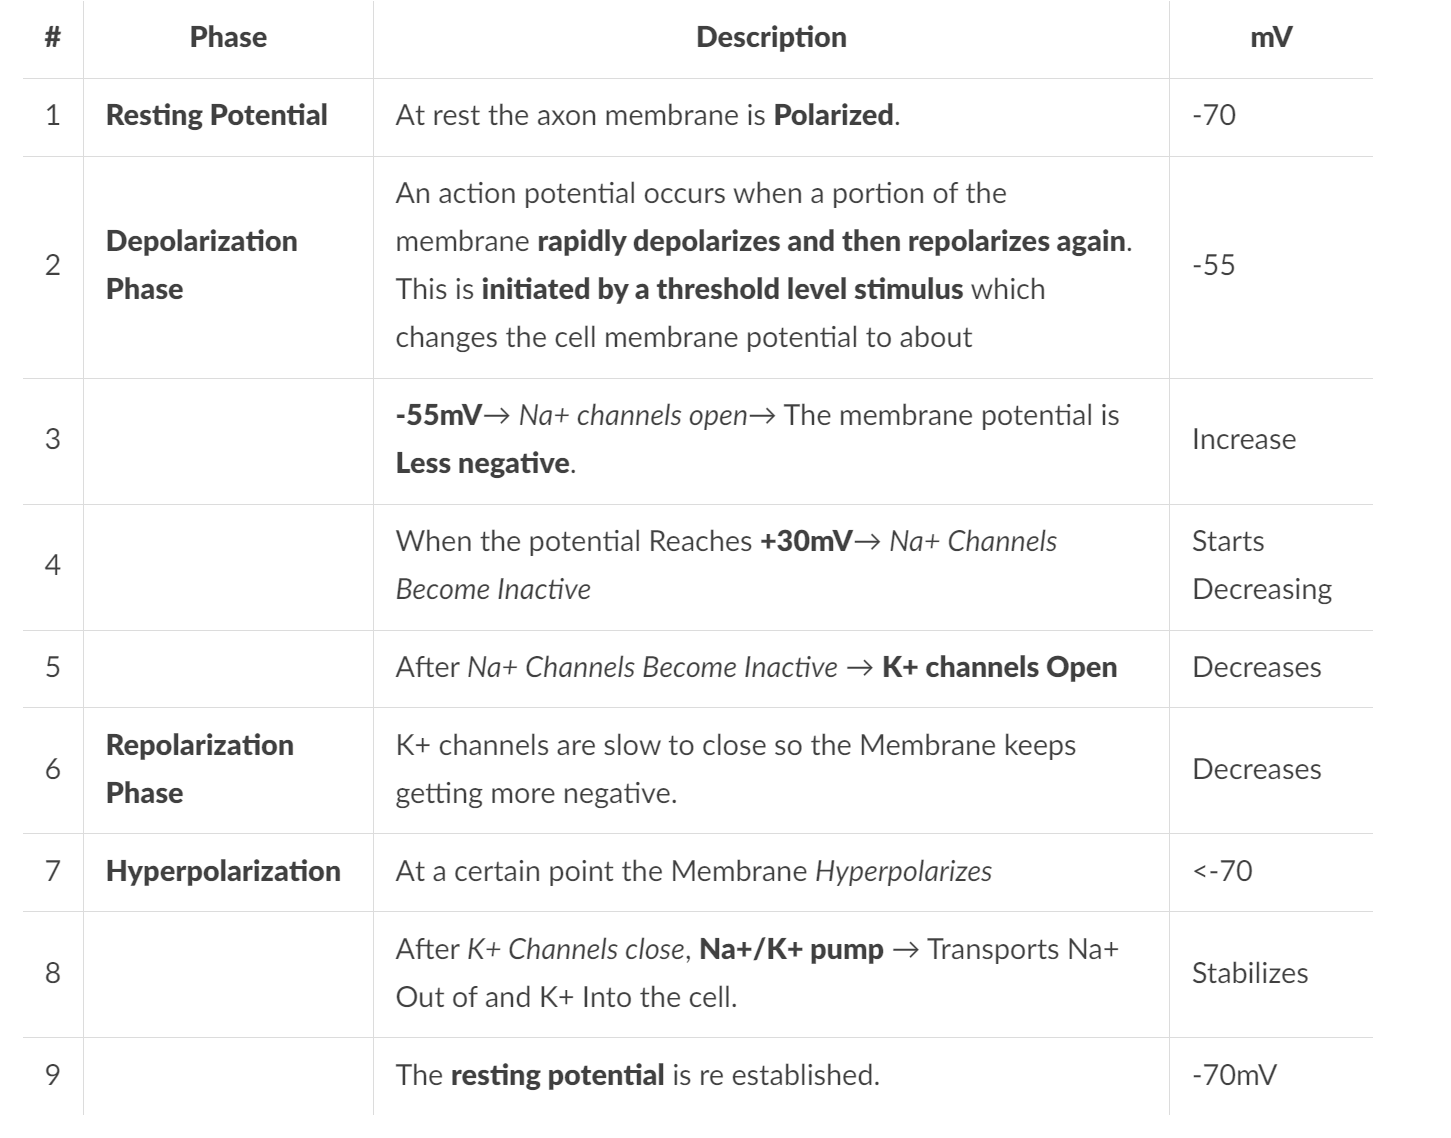 # Phase Description mV
1 Resting Potential At rest the axon membrane is Polarized. -70
An action potential occurs when a portion of the
Depolarization membrane rapidly depolarizes and then repolarizes again.
2 -55
Phase This is initiated by a threshold level stimulus which
changes the cell membrane potential to about
-55mV→ Na+ channels open→ The membrane potential is
3 Increase
Less negative.
When the potential Reaches +30mV→ Na+ Channels Starts
4
Become Inactive Decreasing
5 After Na+ Channels Become Inactive → K+ channels Open Decreases
Repolarization K+ channels are slow to close so the Membrane keeps
6 Decreases
Phase getting more negative.
7 Hyperpolarization At a certain point the Membrane Hyperpolarizes <-70
After K+ Channels close, Na+/K+ pump → Transports Na+
8 Stabilizes
Out of and K+ Into the cell.
9 The resting potential is re established. -70mV